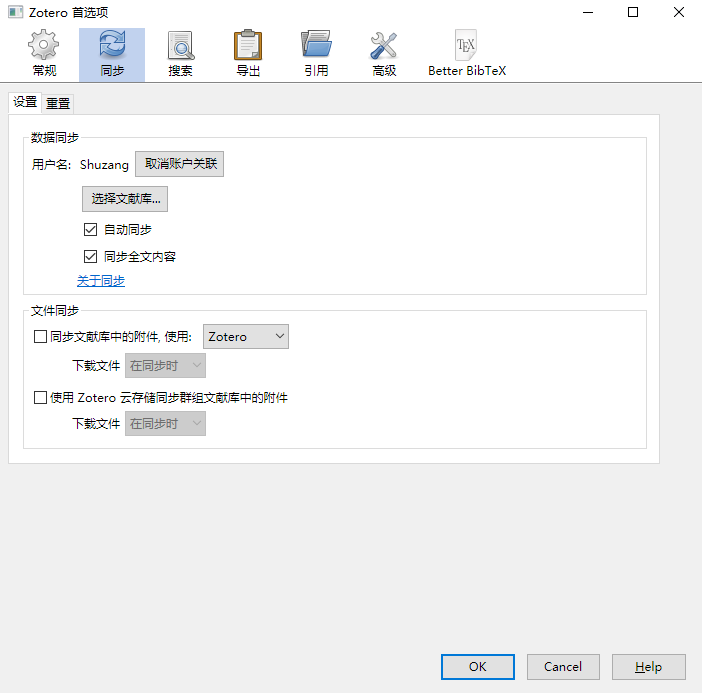 Zotero 首选项
常规 同步 搜索 导出 引用 高级 Better BibTeX
设置 重置
数据同步
用户名: Shuzang 取消账户关联
选择文献库...
自动同步
同步全文内容
关于同步
文件同步
同步文献库中的附件, 使用: Zotero
下载文件 在同步时
使用 Zotero 云存储同步群组文献库中的附件
下载文件 在同步时
OK Cancel Help